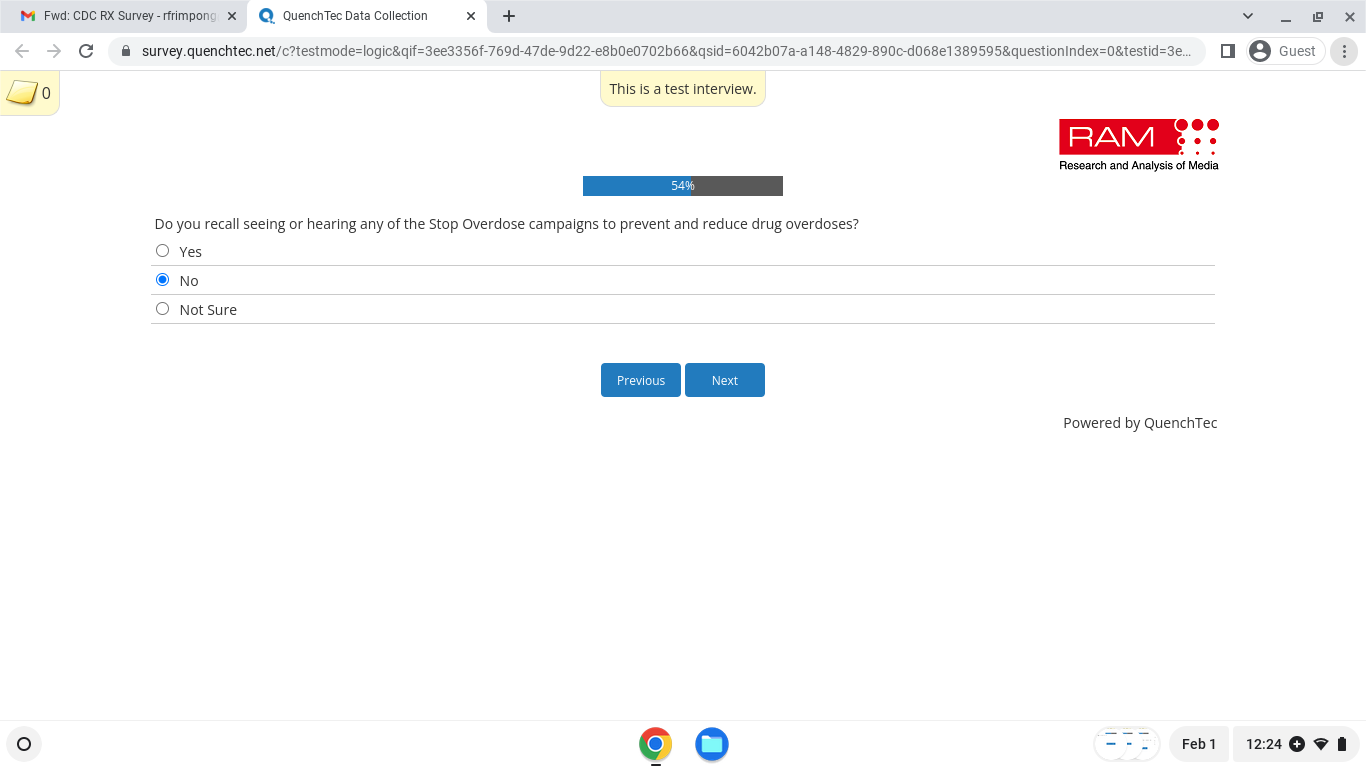 Fwd: CDC RX Survey - rfrimpong
QuenchTec Data Collection
survey.quenchtec.net/c?testmode=logic&qif=3ee3356f-769d-47de-9d22-e8b0e0702b66&qsid=6042b07a-a148-4829-890c-d068e1389595&questionIndex=0&testid=3e...
Guest
0
This is a test interview.
RAM
Research and Analysis of Media
54%
Do you recall seeing or hearing any of the Stop Overdose campaigns to prevent and reduce drug overdoses?
Yes
No
Not Sure
Previous
Next
Powered by QuenchTec
Feb 1
12:24